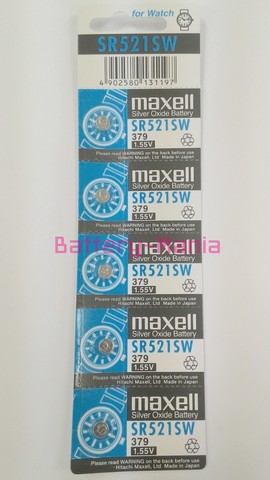 for Watch
SR521SW
4 902580 131197
maxell
Silver Oxide Battery
SR521SW
379
1.55V
Please read WARNING on the back before use
Hitachi Maxell, Ltd Made in Japan
maxell
Silver Oxide Battery
SR521SW
379
1.55V
Please read WARNING on the back before use
Hitachi Maxell, Ltd Made in Japan
Battery Mania
maxell
Silver Oxide Battery
SR521SW
379
1.55V
Please read WARNING on the back before use
Hitachi Maxell, Ltd Made in Japan
maxell
Silver Oxide Battery
SR521SW
379
1.55V
Please read WARNING on the back before use
Hitachi Maxell, Ltd Made in Japan
maxell
Silver Oxide Battery
SR521SW
379
1.55V
Please read WARNING on the back before use
Hitachi Maxell, Ltd Made in Japan